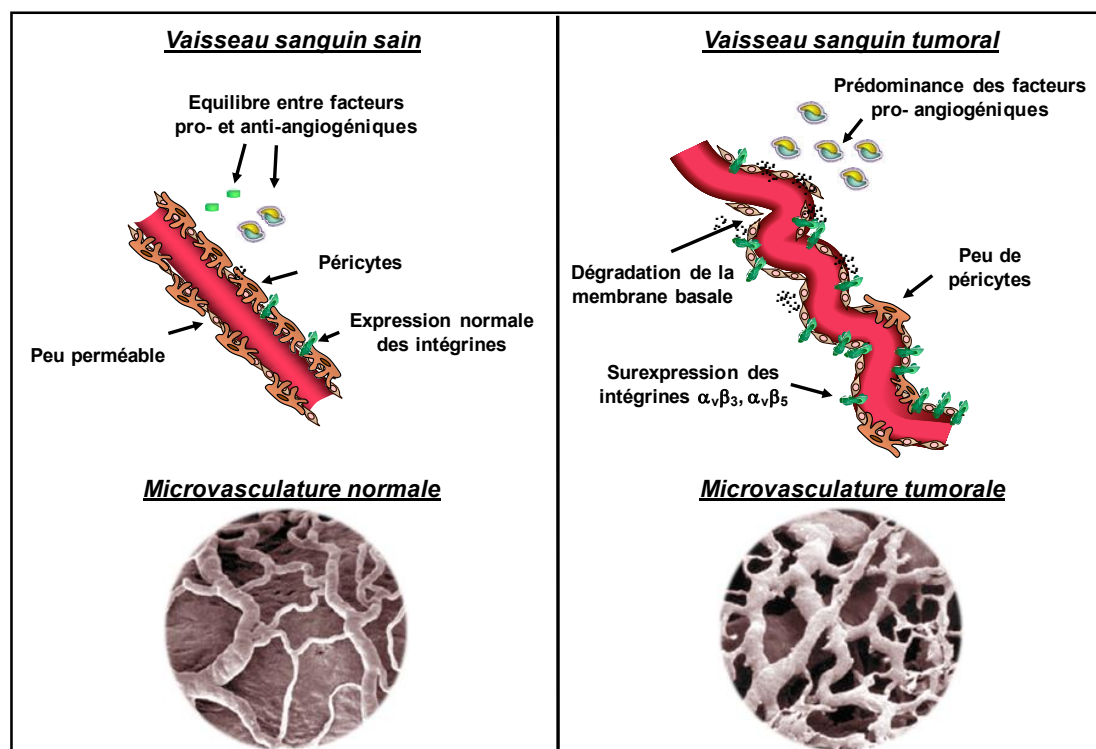 Vaisseau sanguin sain
Equilibre entre facteurs
pro- et anti-angiogéniques
Péricytes
Expression normale
des intégrines
Peu perméable
Microvasculature normale
Vaisseau sanguin tumoral
Prédominance des facteurs
pro- angiogéniques
Dégradation de la
membrane basale
Peu de
péricytes
Surexpression des
intégrines αvβ3, αvβ5
Microvasculature tumorale